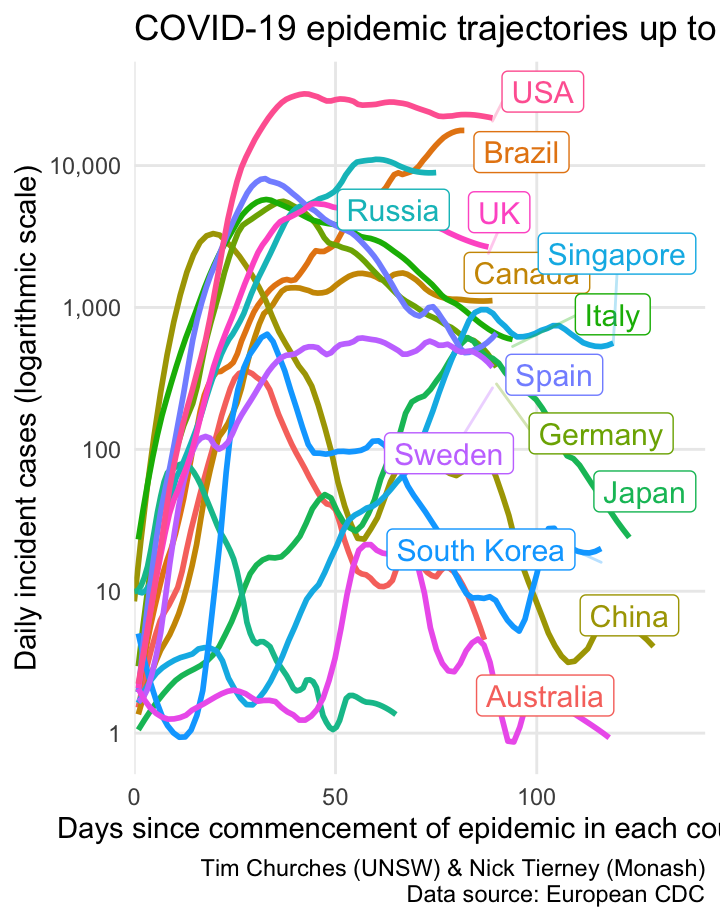 COVID-19 epidemic trajectories up to
Daily incident cases (logarithmic scale)
10,000
1,000
100
10
1
USA
Brazil
Russia
UK
Singapore
Canada
Italy
Spain
Germany
Sweden
Japan
South Korea
China
Australia
0
50
100
Days since commencement of epidemic in each cou
Tim Churches (UNSW) & Nick Tierney (Monash)
Data source: European CDC